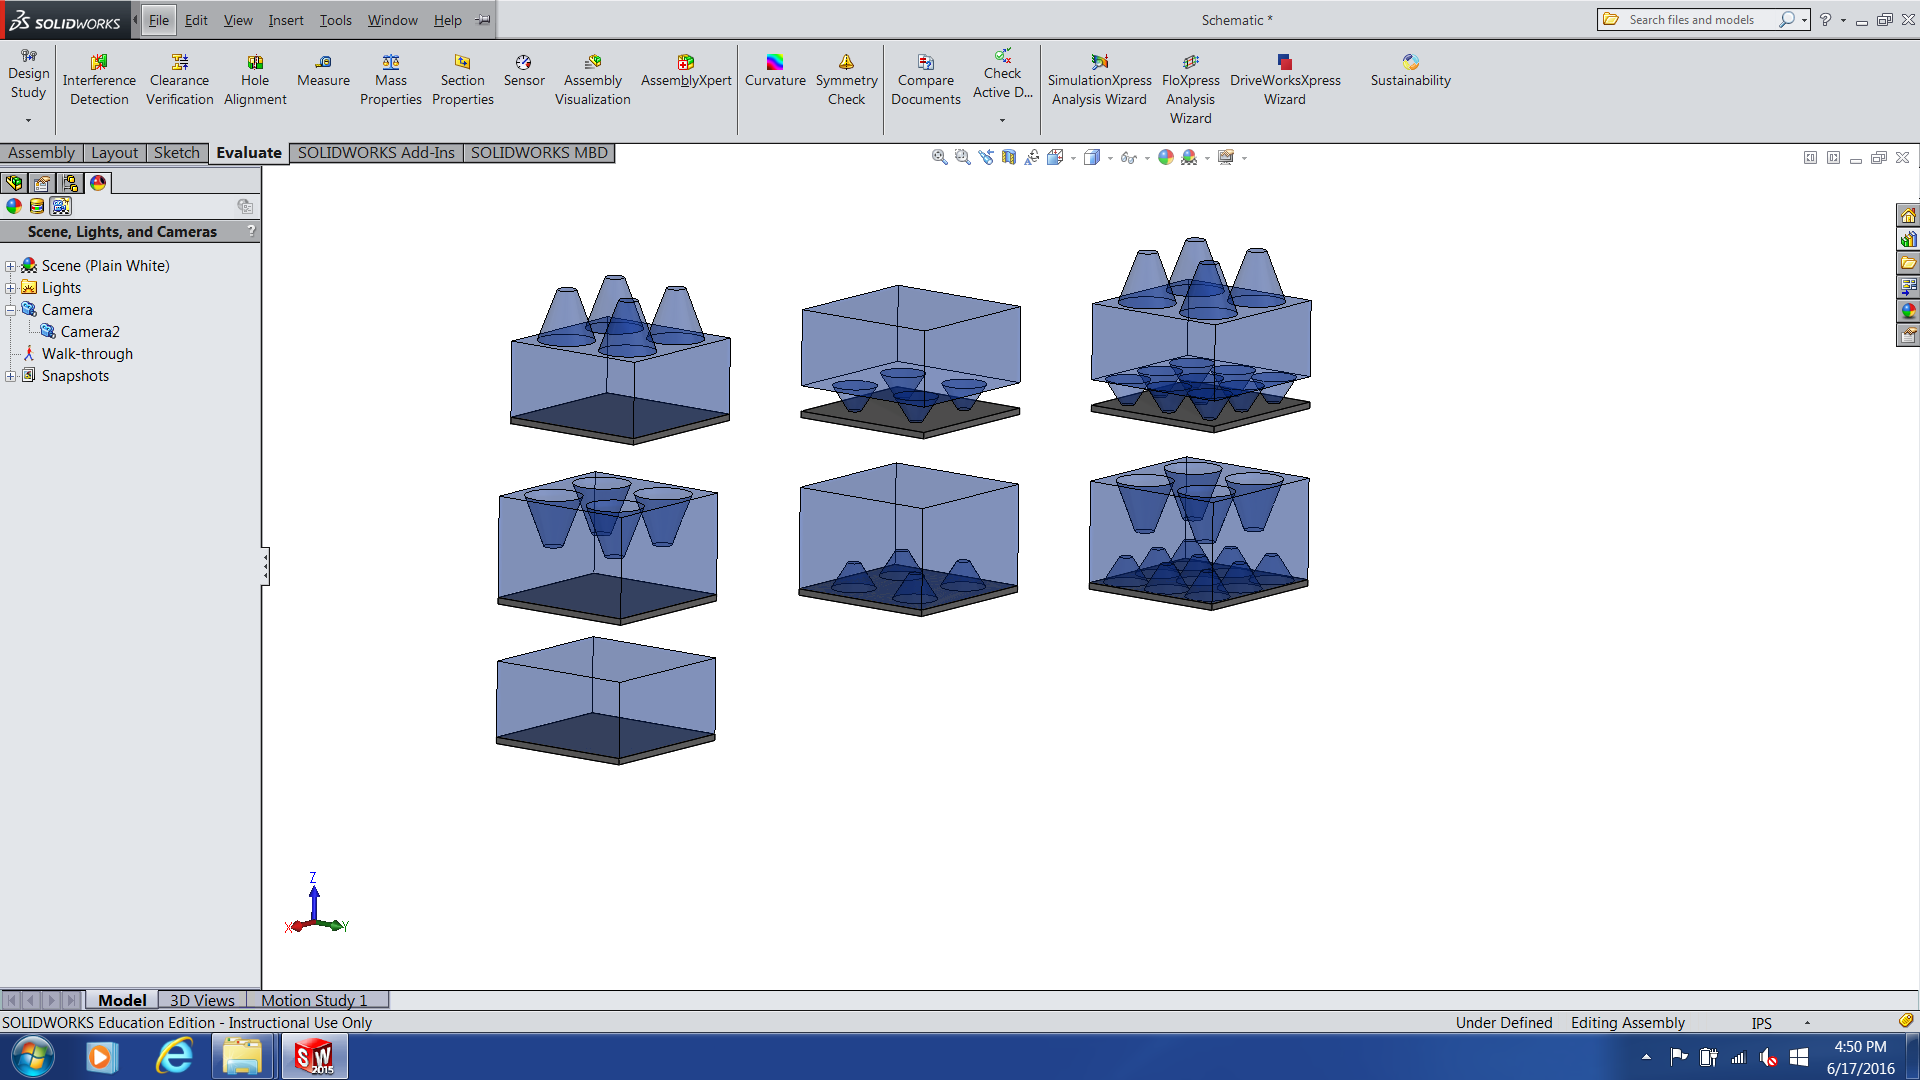 SOLIDWORKS File Edit View Insert Tools Window Help Schematic * Search files and models ?
Design Study
Interference Detection
Clearance Verification
Hole Alignment
Measure
Mass Properties
Section Properties
Sensor
Assembly Visualization
AssemblyXpert
Curvature
Symmetry Check
Compare Documents
Check Active D...
SimulationXpress Analysis Wizard
FloXpress Analysis Wizard
DriveWorksXpress Wizard
Sustainability
Assembly Layout Sketch Evaluate SOLIDWORKS Add-Ins SOLIDWORKS MBD
Scene, Lights, and Cameras ?
Scene (Plain White)
Lights
Camera
Camera2
Walk-through
Snapshots
Z
X Y
Model 3D Views Motion Study 1
SOLIDWORKS Education Edition - Instructional Use Only Under Defined Editing Assembly IPS
SW 2015
4:50 PM
6/17/2016